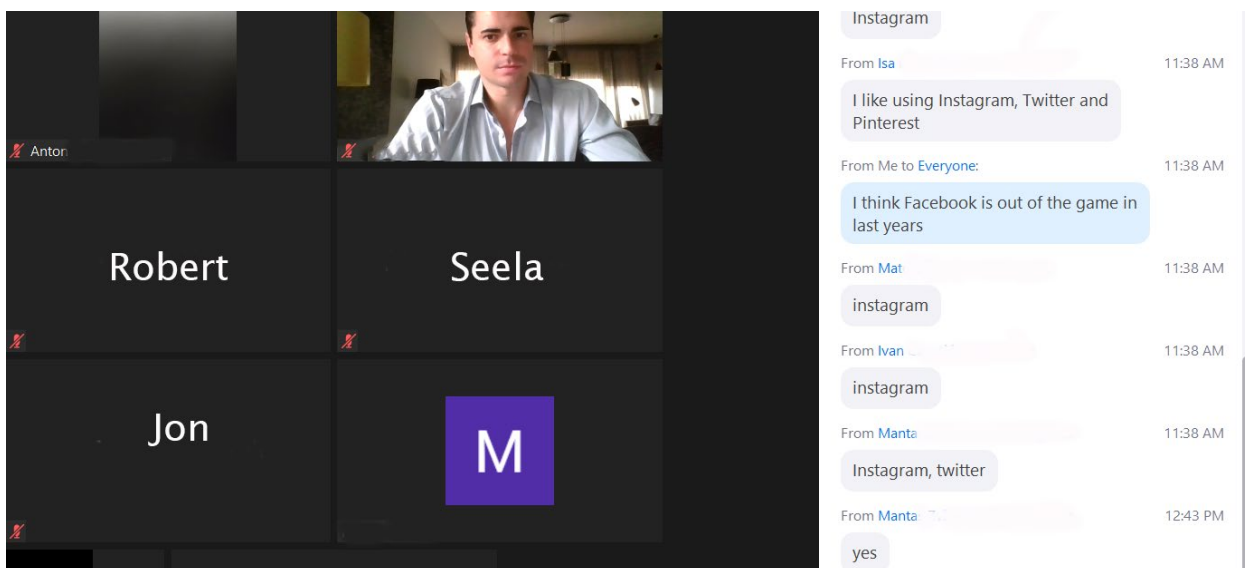 Anton
Robert
Seela
Jon
M
Instagram
From Isa
11:38 AM
I like using Instagram, Twitter and
Pinterest
From Me to Everyone:
11:38 AM
I think Facebook is out of the game in
last years
From Mat
11:38 AM
instagram
From Ivan
11:38 AM
instagram
From Manta
11:38 AM
Instagram, twitter
From Manta
12:43 PM
yes